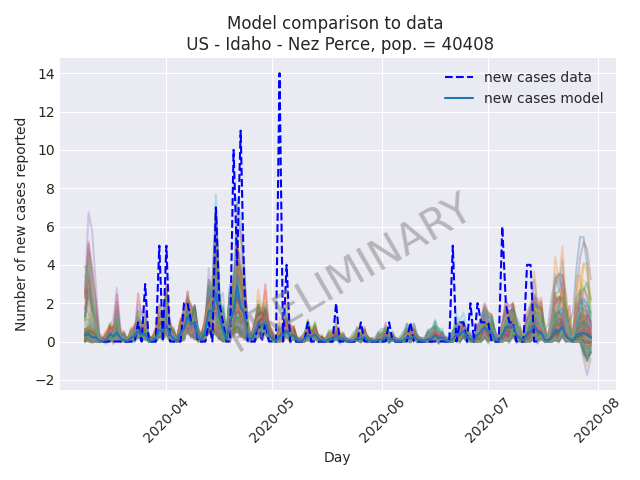 Model comparison to data
US - Idaho - Nez Perce, pop. = 40408
new cases data
new cases model
Number of new cases reported
14
12
10
8
6
4
2
0
−2
PRELIMINARY
2020-04
2020-05
2020-06
2020-07
2020-08
Day